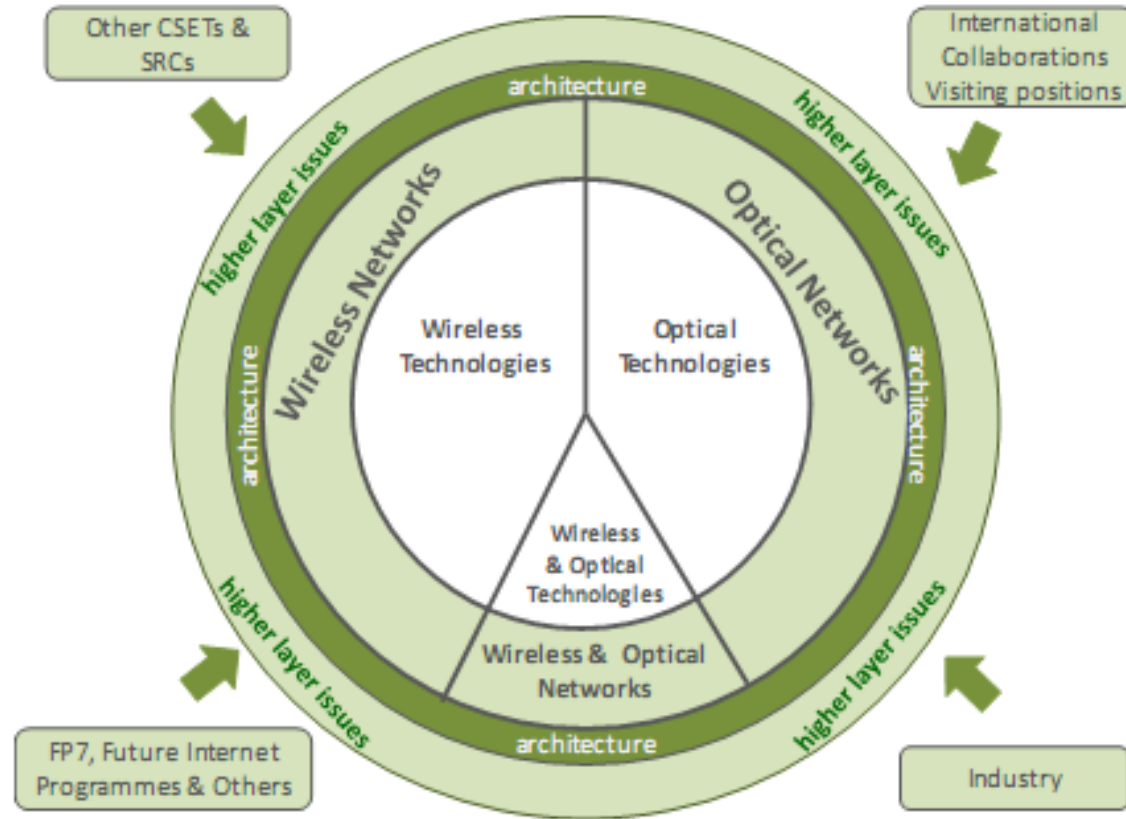 Other CSETs &
SRCs
International
Collaborations
Visiting positions
architecture
higher layer issues
higher layer issues
Wireless Networks
Optical Networks
Wireless
Technologies
Optical
Technologies
architecture
architecture
Wireless
& Optical
Technologies
Wireless & Optical
Networks
higher layer issues
higher layer issues
architecture
FP7, Future Internet
Programmes & Others
Industry